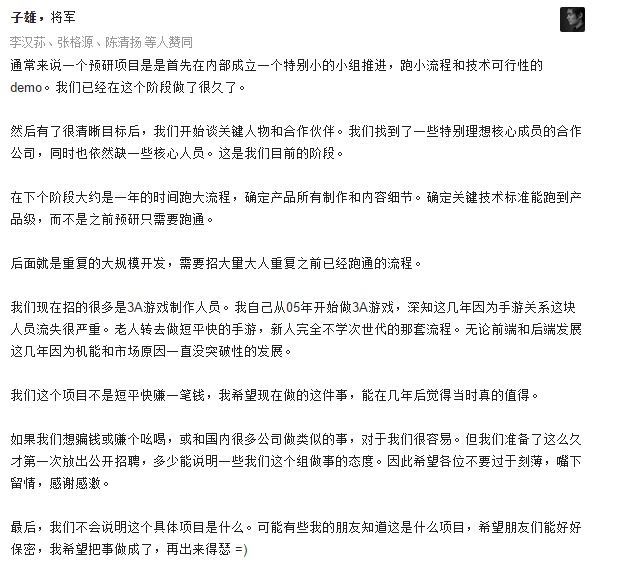 子雄，将军
李汉荪、张格源、陈清扬 等人赞同
通常来说一个预研项目是是首先在内部成立一个特别小的小组推进，跑小流程和技术可行性的
demo。我们已经在这个阶段做了很久了。
然后有了很清晰目标后，我们开始谈关键人物和合作伙伴。我们找到了一些特别理想核心成员的合作
公司，同时也依然缺一些核心人员。这是我们目前的阶段。
在下个阶段大约是一年的时间跑大流程，确定产品所有制作和内容细节。确定关键技术标准能跑到产
品级，而不是之前预研只需要跑通。
后面就是重复的大规模开发，需要招大量大人重复之前已经跑通的流程。
我们现在招的很多是3A游戏制作人员。我自己从05年开始做3A游戏，深知这几年因为手游关系这块
人员流失很严重。老人转去做短平快的手游，新人完全不学次世代的那套流程。无论前端和后端发展
这几年因为机能和市场原因一直没突破性的发展。
我们这个项目不是短平快赚一笔钱，我希望现在做的这件事，能在几年后觉得当时真的值得。
如果我们想骗钱或赚个吆喝，或和国内很多公司做类似的事，对于我们很容易。但我们准备了这么久
才第一次放出公开招聘，多少能说明一些我们这个组做事的态度。因此希望各位不要过于刻薄，嘴下
留情，感谢感激。
最后，我们不会说明这个具体项目是什么。可能有些我的朋友知道这是什么项目，希望朋友们能好好
保密，我希望把事做成了，再出来得瑟 =)